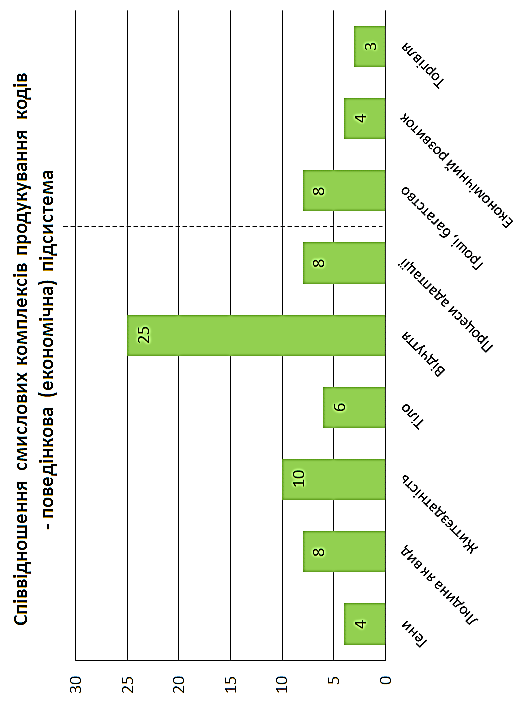 Співвідношення смислових комплексів продукування кодів
- поведінкова (економічна) підсистема
30
25
20
15
10
5
0
4
8
10
6
25
8
8
4
3
Гени
Людина як вид
Життєздатність
Тіло
Відчуття
Процеси адаптації
Гроші, багатство
Економічний розвиток
Торгівля